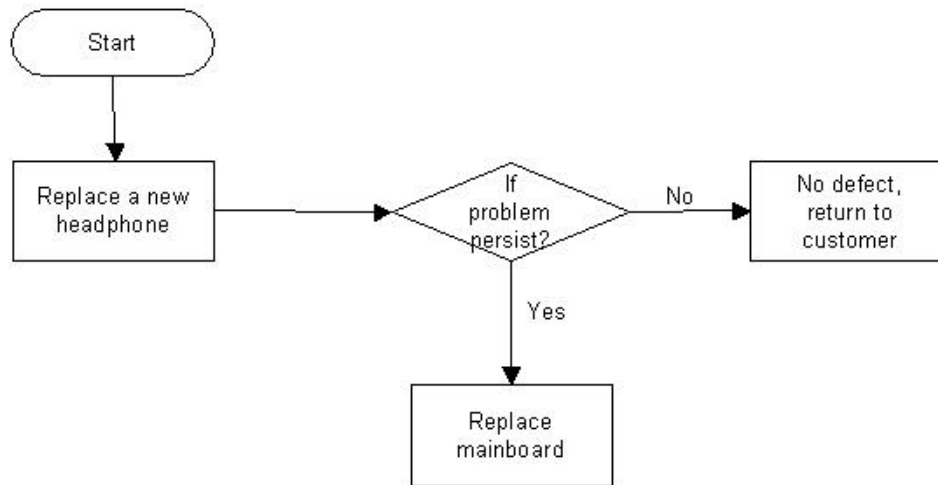 Start
Replace a new
headphone
If
problem
persist?
No
No defect,
return to
customer
Yes
Replace
mainboard